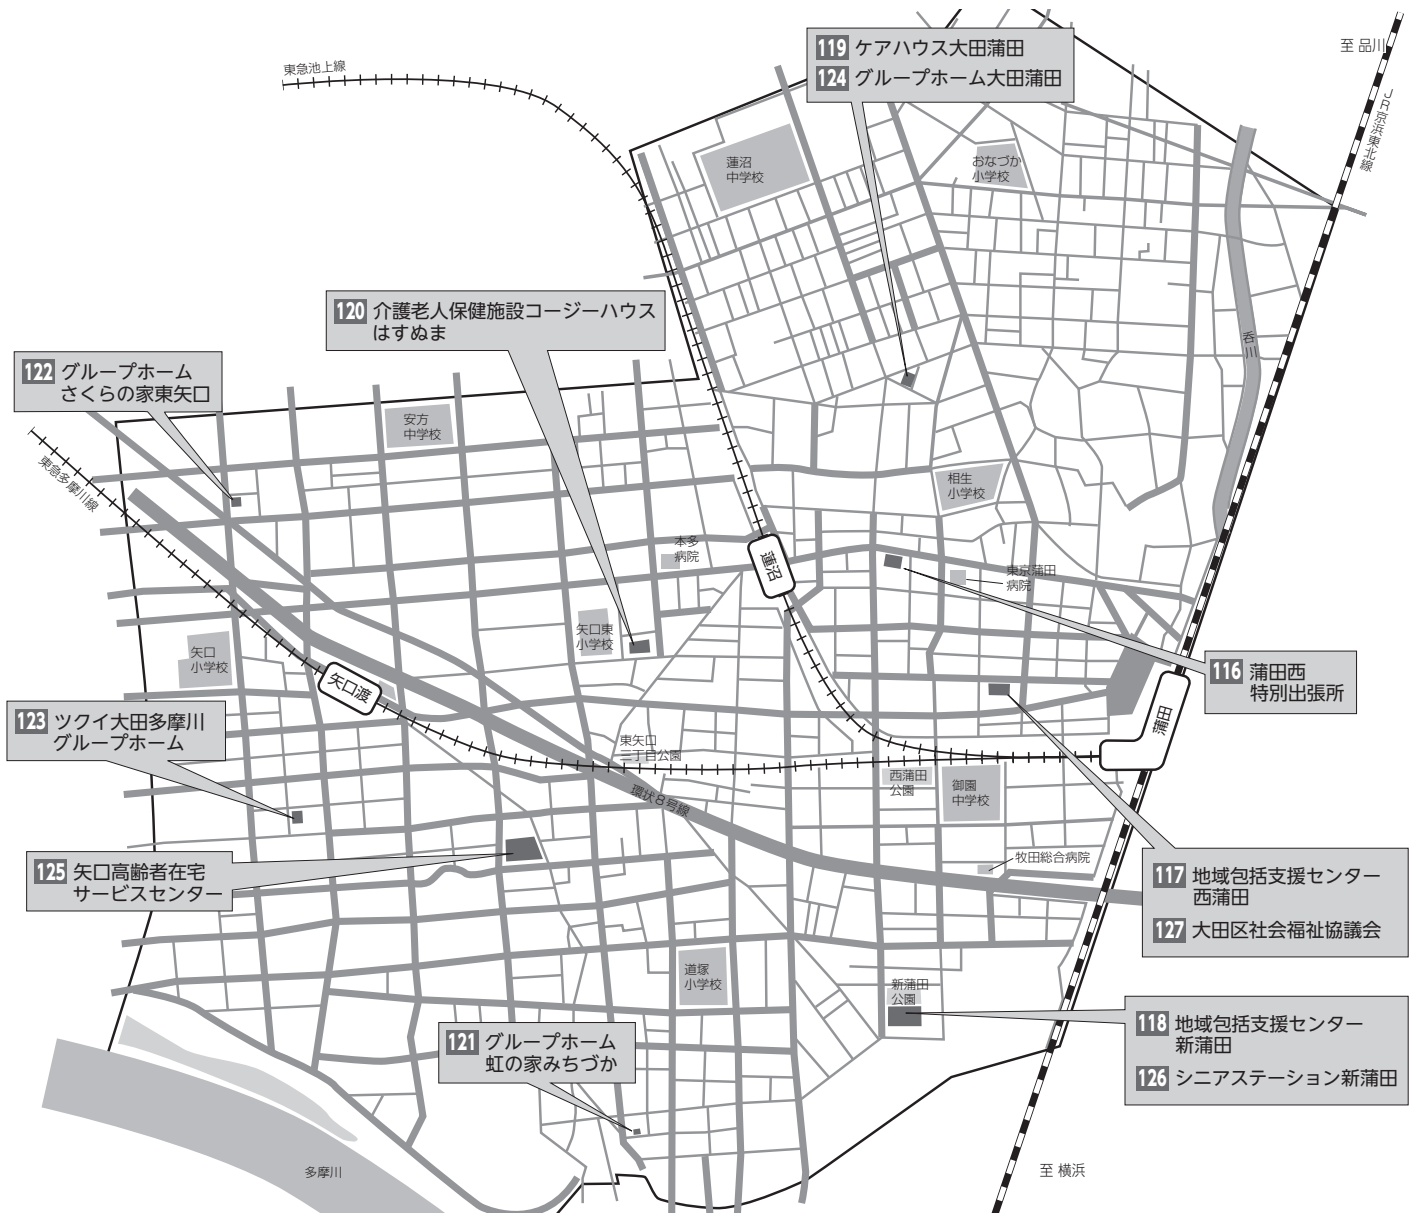 東急池上線
119 ケアハウス大田蒲田
124 グループホーム大田蒲田
至 品川
JR京浜東北線
蓮沼
中学校
おなづか
小学校
120 介護老人保健施設コージーハウス
はすぬま
呑川
122 グループホーム
さくらの家東矢口
安方
中学校
東急多摩川線
相生
小学校
本多
病院
蓮沼
東京蒲田
病院
矢口東
小学校
矢口
小学校
116 蒲田西
特別出張所
矢口渡
蒲田
123 ツクイ大田多摩川
グループホーム
東矢口
三丁目公園
西蒲田
公園
御園
中学校
環状8号線
牧田総合病院
125 矢口高齢者在宅
サービスセンター
117 地域包括支援センター
西蒲田
127 大田区社会福祉協議会
道塚
小学校
新蒲田
公園
118 地域包括支援センター
新蒲田
126 シニアステーション新蒲田
121 グループホーム
虹の家みちづか
多摩川
至 横浜